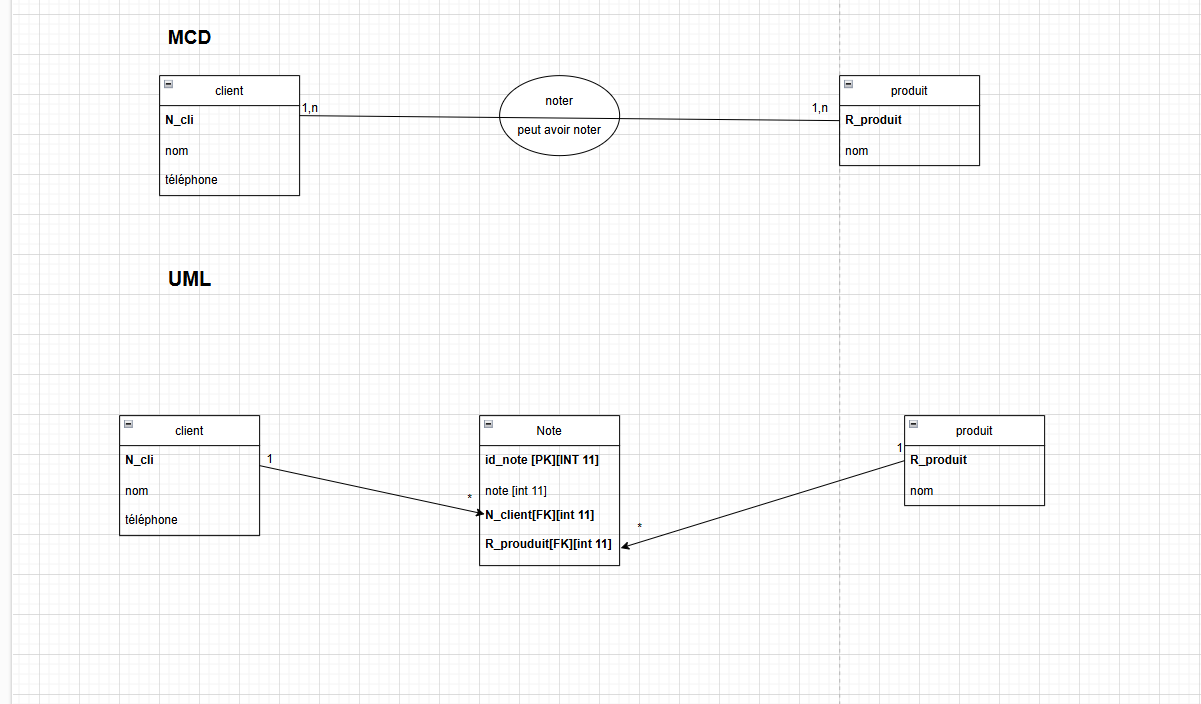 MCD
client
N_cli
nom
téléphone
1,n
noter
peut avoir noter
1,n
produit
R_produit
nom
UML
client
N_cli
nom
téléphone
1
*
Note
id_note [PK][INT 11]
note [int 11]
N_client[FK][int 11]
R_prouduit[FK][int 11]
*
1
produit
R_produit
nom